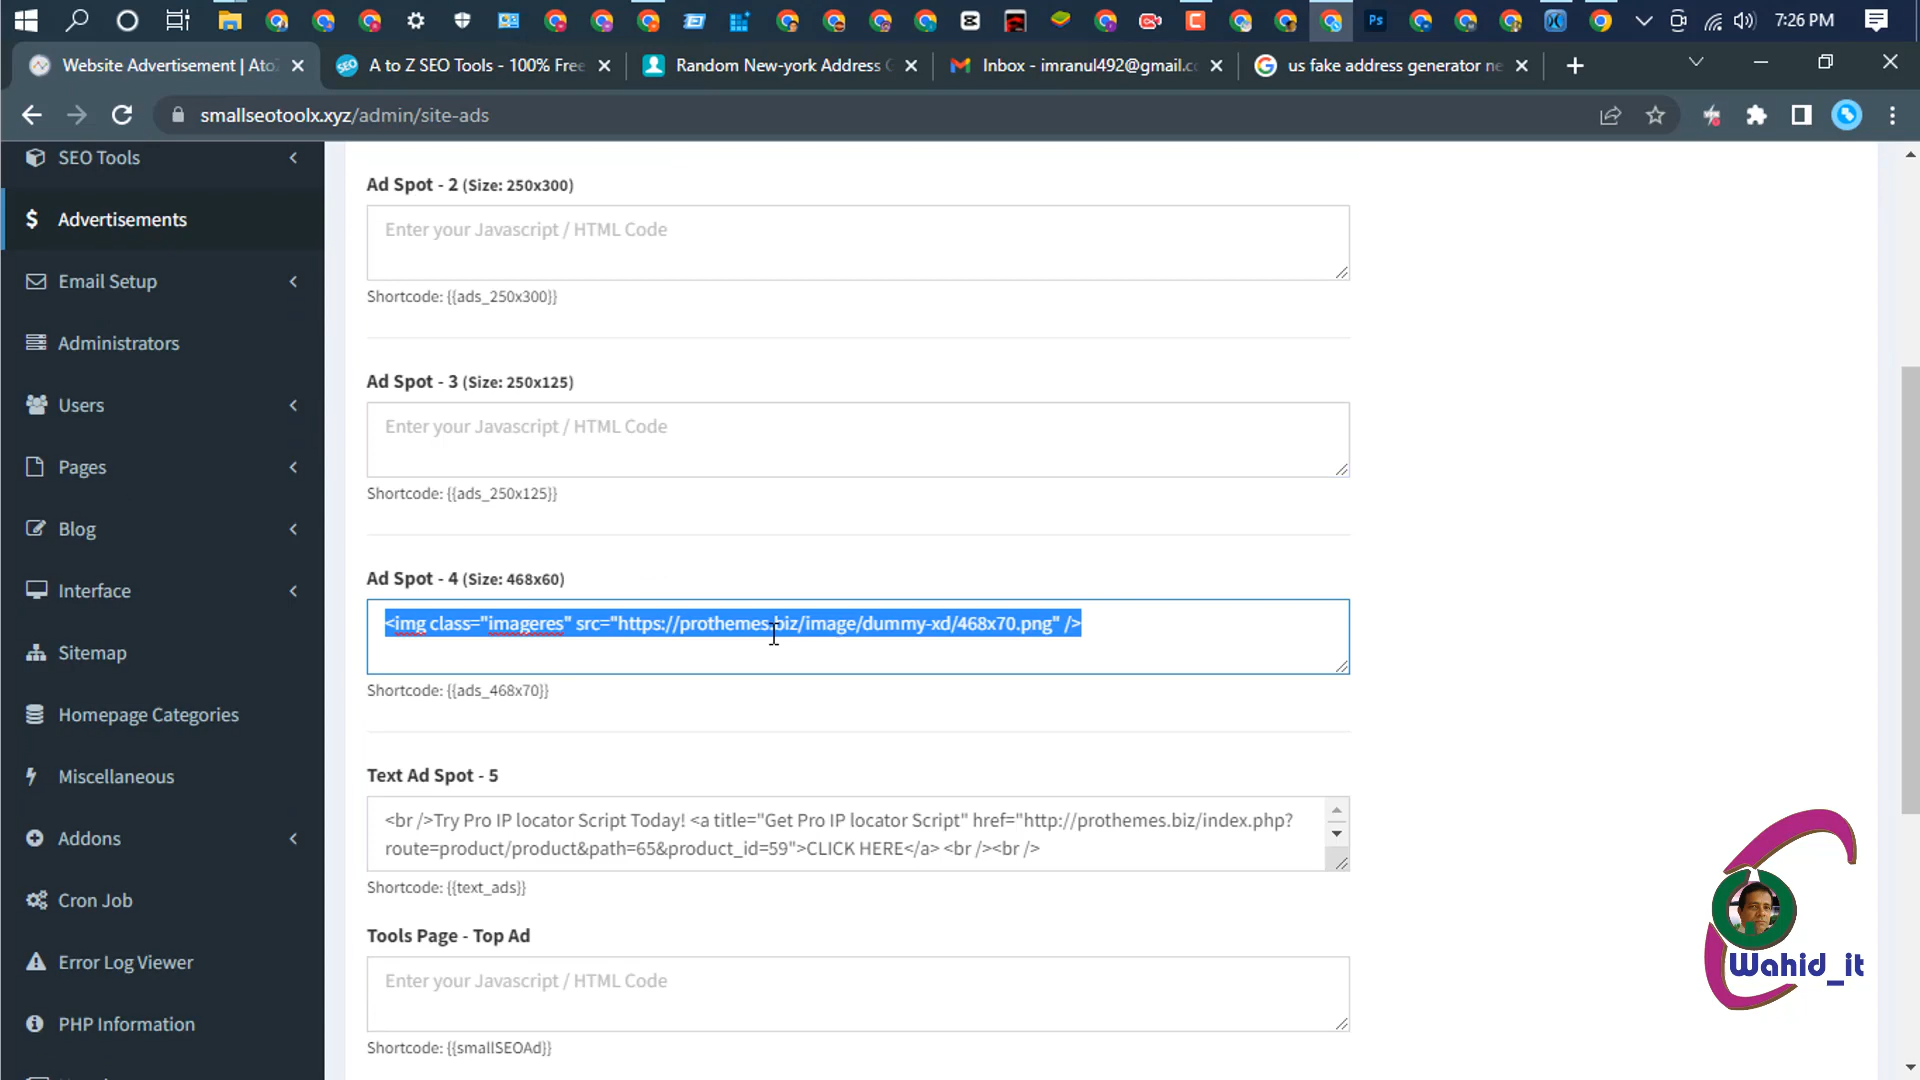 7:26 PM
Website Advertisement | Ato
A to Z SEO Tools - 100% Free
Random New-york Address G
Inbox - imranul492@gmail.co
us fake address generator ne
smallseotoolx.xyz/admin/site-ads
SEO Tools
Advertisements
Email Setup
Administrators
Users
Pages
Blog
Interface
Sitemap
Homepage Categories
Miscellaneous
Addons
Cron Job
Error Log Viewer
PHP Information
Ad Spot - 2 (Size: 250x300)
Enter your Javascript / HTML Code
Shortcode: {{ads_250x300}}
Ad Spot - 3 (Size: 250x125)
Enter your Javascript / HTML Code
Shortcode: {{ads_250x125}}
Ad Spot - 4 (Size: 468x60)
<img class="imageres" src="https://prothemes.biz/image/dummy-xd/468x70.png" />
Shortcode: {{ads_468x70}}
Text Ad Spot - 5
<br />Try Pro IP locator Script Today! <a title="Get Pro IP locator Script" href="http://prothemes.biz/index.php?
route=product/product&path=65&product_id=59">CLICK HERE</a> <br /><br />
Shortcode: {{text_ads}}
Tools Page - Top Ad
Enter your Javascript / HTML Code
Shortcode: {{smallSEOAd}}
Wahid_it